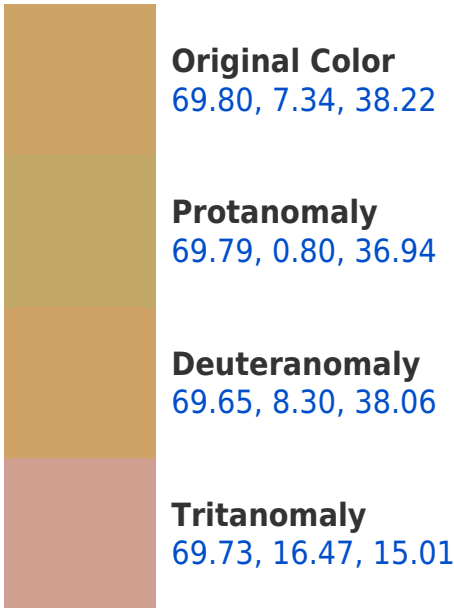 Original Color
69.80, 7.34, 38.22
Protanomaly
69.79, 0.80, 36.94
Deuteranomaly
69.65, 8.30, 38.06
Tritanomaly
69.73, 16.47, 15.01